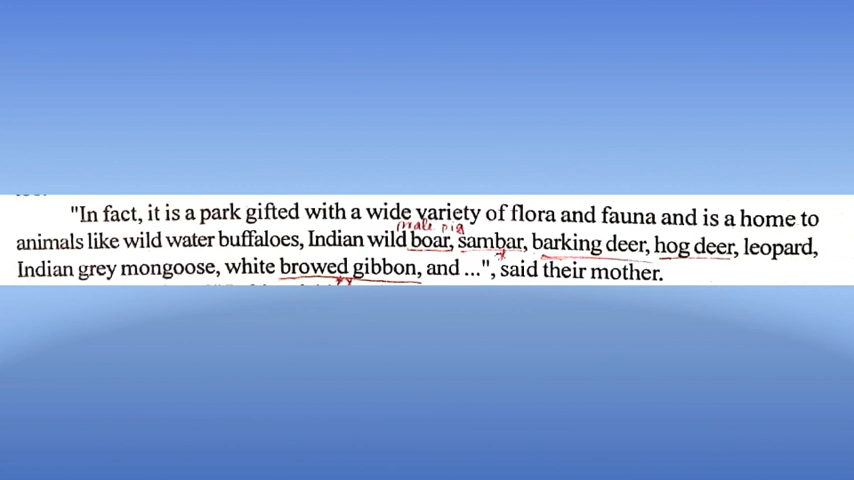 "In fact, it is a park gifted with a wide variety of flora and fauna and is a home to
male pig
animals like wild water buffaloes, Indian wild boar, sambar, barking deer, hog deer, leopard,
Indian grey mongoose, white browed gibbon, and ...", said their mother.